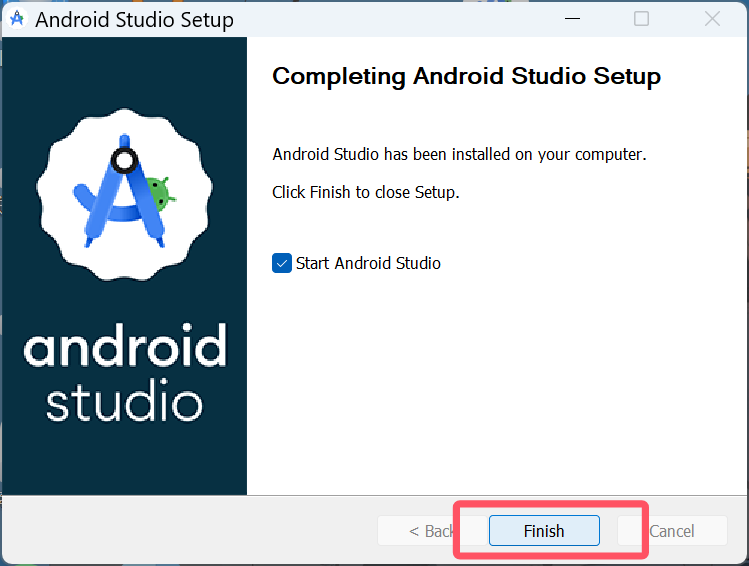 Android Studio Setup
Completing Android Studio Setup
Android Studio has been installed on your computer.
Click Finish to close Setup.
Start Android Studio
android
studio
< Back
Finish
Cancel